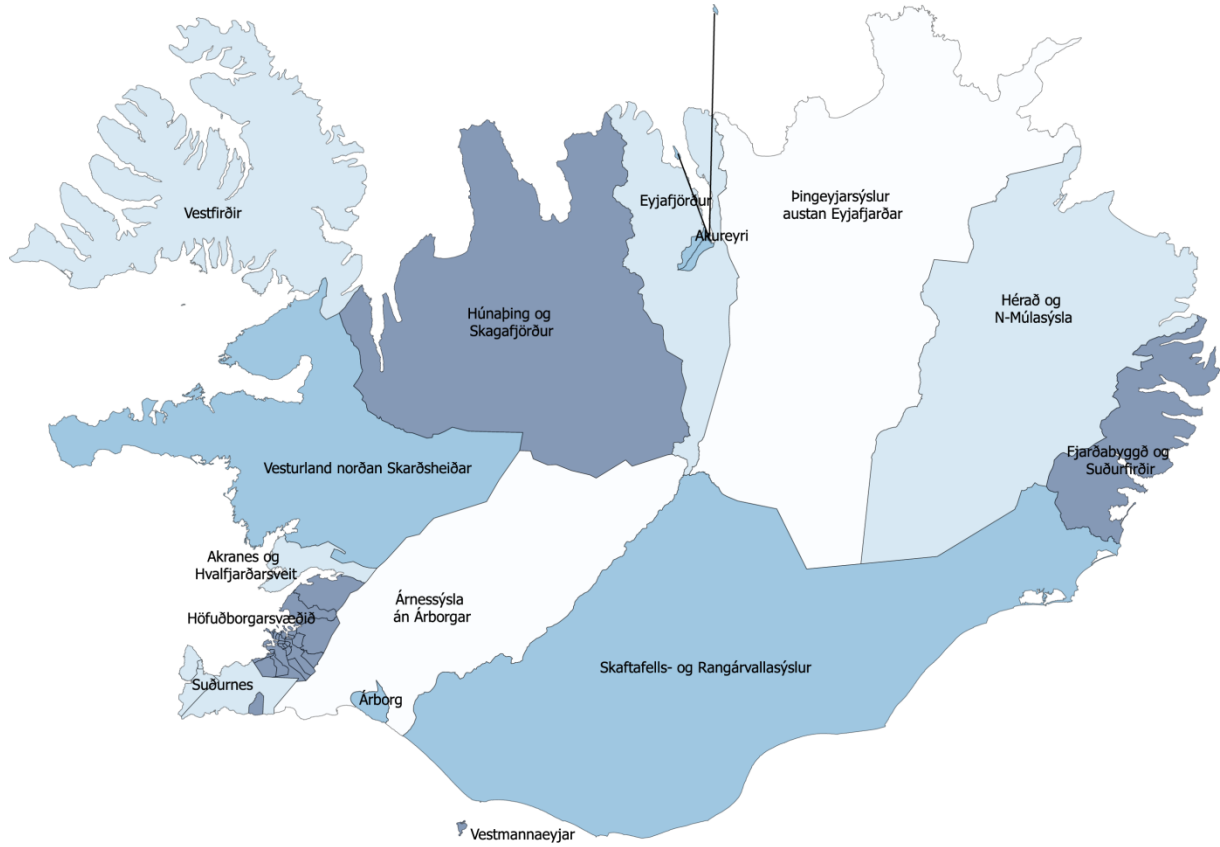 Vestfirðir
Eyjafjörður
Þingeyjarsýslur
austan Eyjafjarðar
Akureyri
Húnaþing og
Skagafjörður
Hérað og
N-Múlasýsla
Vesturland norðan Skarðsheiðar
Fjarðabyggð og
Suðurfirðir
Akranes og
Hvalfjarðarsveit
Árnessýsla
án Árborgar
Höfuðborgarsvæðið
Skaftafells- og Rangárvallasýslur
Suðurnes
Árborg
Vestmannaeyjar